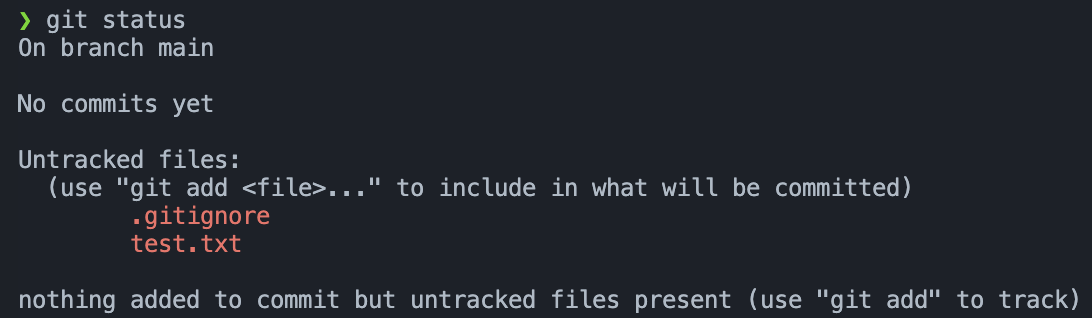 ❯ git status
On branch main

No commits yet

Untracked files:
  (use "git add <file>..." to include in what will be committed)
        .gitignore
        test.txt

nothing added to commit but untracked files present (use "git add" to track)